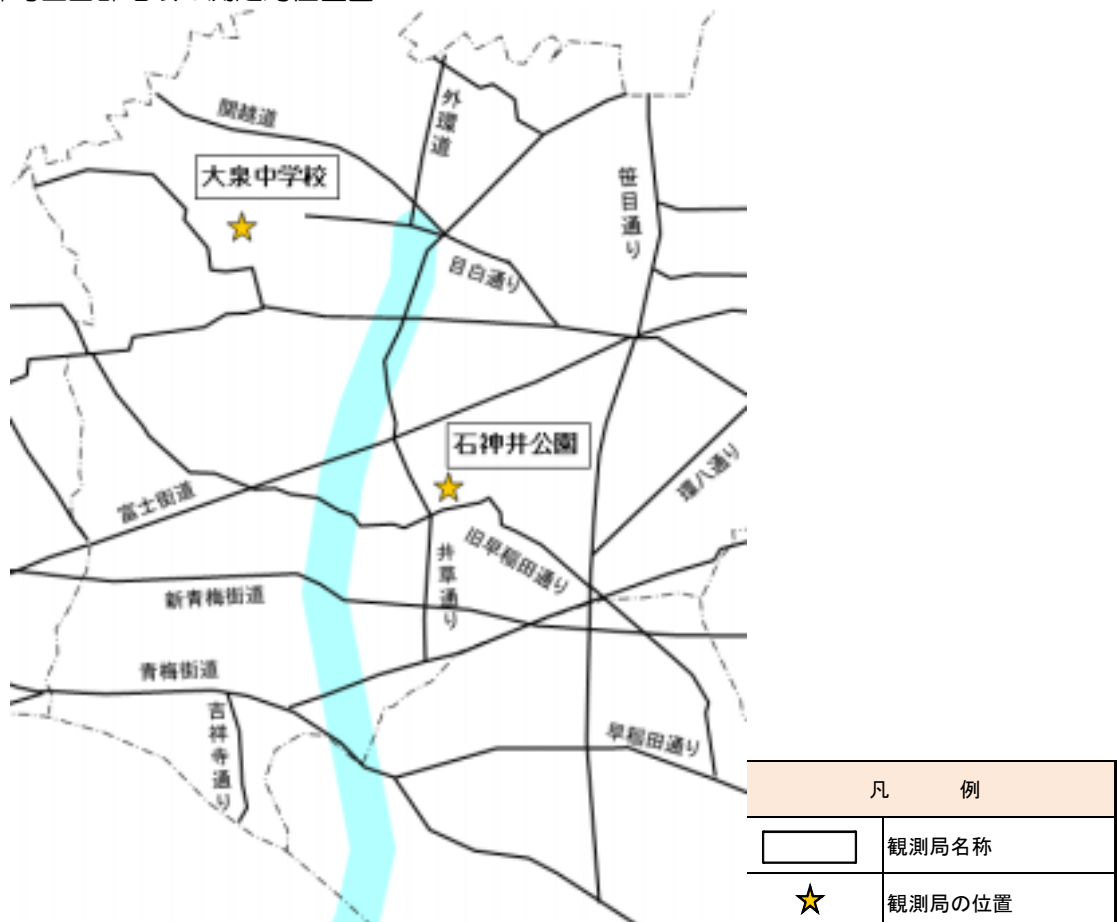 関越道
外環道
大泉中学校
笹目通り
目白通り
石神井公園
環八通り
富士街道
旧早稲田通り
井草通り
新青梅街道
青梅街道
吉祥寺通り
早稲田通り
凡 例
観測局名称
観測局の位置